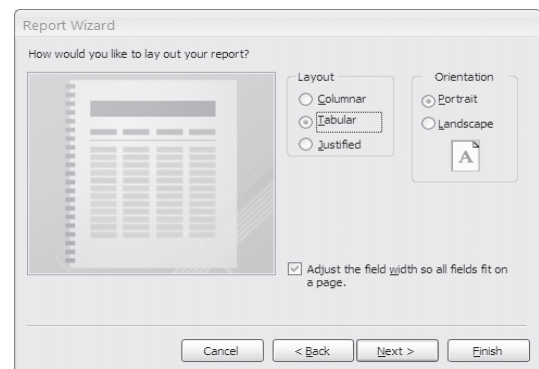 Report Wizard
How would you like to lay out your report?
Layout
Columnar
Tabular
Justified
Orientation
Portrait
Landscape
A
Adjust the field width so all fields fit on
a page.
Cancel
< Back
Next >
Finish